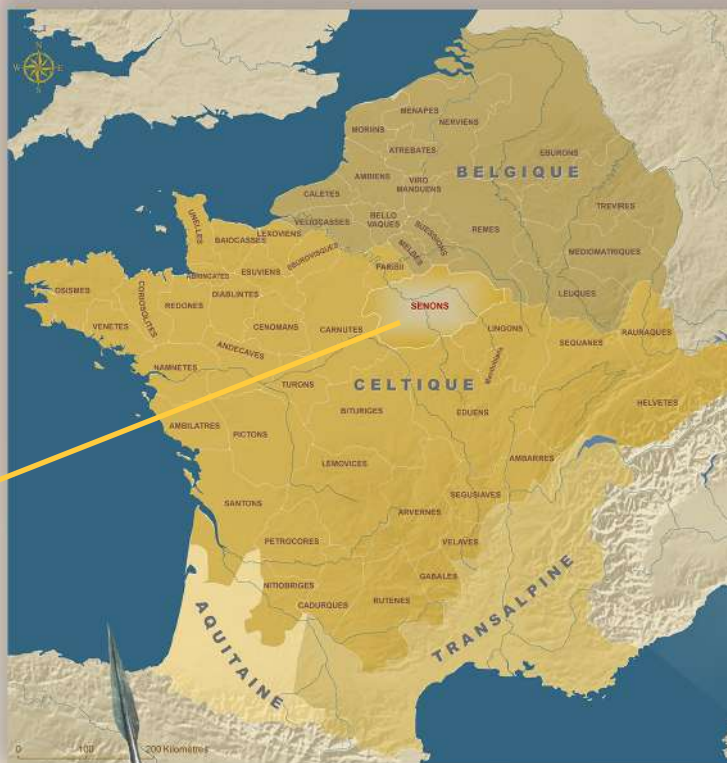 N
W
E
S
MENAPES
NERVIENS
MORINS
ATREBATES
EBURONS
BELGIQUE
AMBIENS
VIRO
MANDUENS
CALETES
TREVIRES
VELIOCASSES
BELLO
VAQUES
SUESSIONS
REMES
UNELLES
LEXOVIENS
BAIOCASSES
EBUROVISQUES
MELDES
MEDIOMATRIQUES
PARISII
ABRINCATES
ESUVIENS
OSISMES
CORIOSOLITES
DIABLINTES
LEUQUES
REDONES
SENONS
VENETES
CENOMANS
CARNUTES
LINGONS
RAURAQUES
SEQUANES
ANDECAVES
Mandubiens
NAMNETES
TURONS
CELTIQUE
HELVETES
BITURIGES
EDUENS
AMBILATRES
PICTONS
LEMOVICES
AMBARRES
SEGUSIAVES
SANTONS
ARVERNES
PETROCORES
VELAVES
GABALES
NITIOBRIGES
RUTENES
CADURQUES
TRANSALPINE
AQUITAINE
0 100 200 Kilomètres